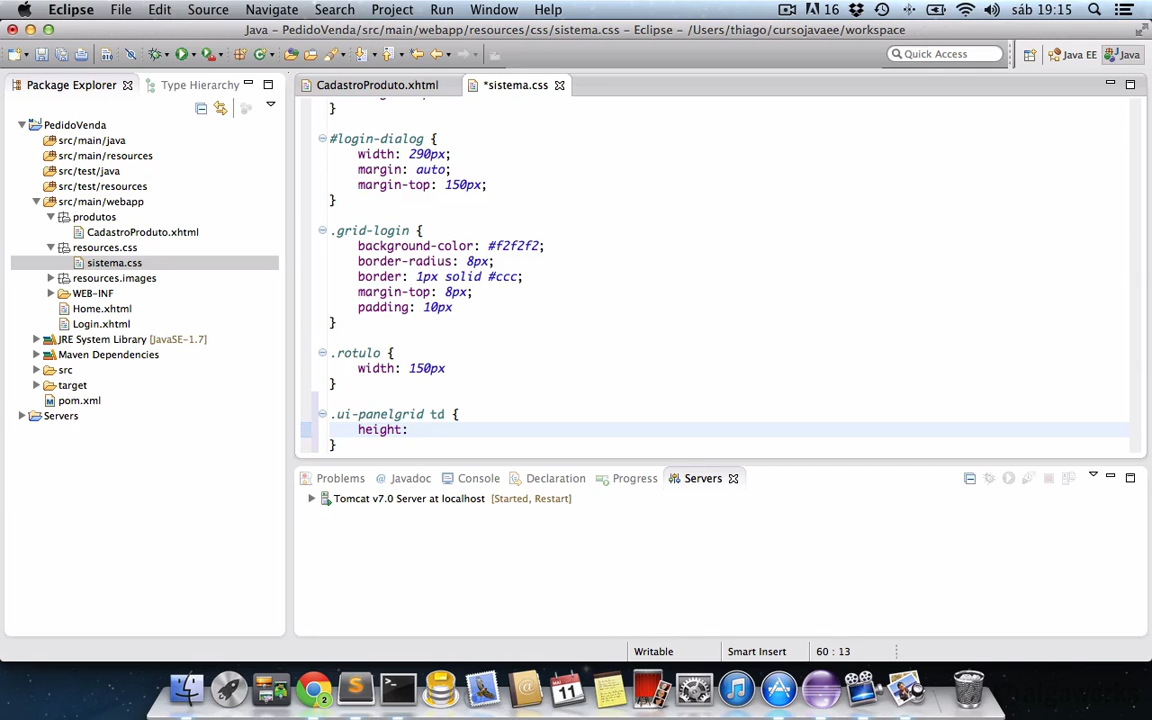 Eclipse File Edit Source Navigate Search Project Run Window Help 16 sáb 19:15
Java – PedidoVenda/src/main/webapp/resources/css/sistema.css – Eclipse – /Users/thiago/cursojavaee/workspace
Quick Access Java EE Java
Package Explorer Type Hierarchy
CadastroProduto.xhtml *sistema.css
PedidoVenda
src/main/java
src/main/resources
src/test/java
src/test/resources
src/main/webapp
produtos
CadastroProduto.xhtml
resources.css
sistema.css
resources.images
WEB-INF
Home.xhtml
Login.xhtml
JRE System Library [JavaSE-1.7]
Maven Dependencies
src
target
pom.xml
Servers
}
#login-dialog {
width: 290px;
margin: auto;
margin-top: 150px;
}
.grid-login {
background-color: #f2f2f2;
border-radius: 8px;
border: 1px solid #ccc;
margin-top: 8px;
padding: 10px
}
.rotulo {
width: 150px
}
.ui-panelgrid td {
height:
}
Problems Javadoc Console Declaration Progress Servers
Tomcat v7.0 Server at localhost [Started, Restart]
Writable Smart Insert 60 : 13